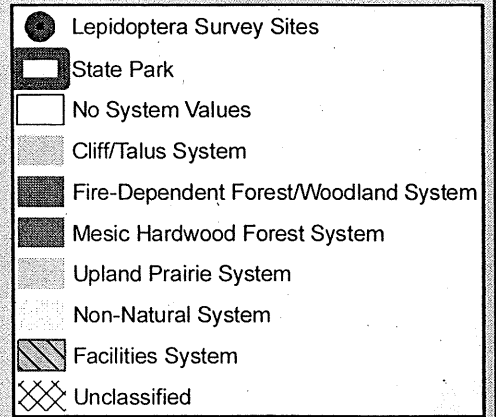 Lepidoptera Survey Sites
State Park
No System Values
Cliff/Talus System
Fire-Dependent Forest/Woodland System
Mesic Hardwood Forest System
Upland Prairie System
Non-Natural System
Facilities System
Unclassified